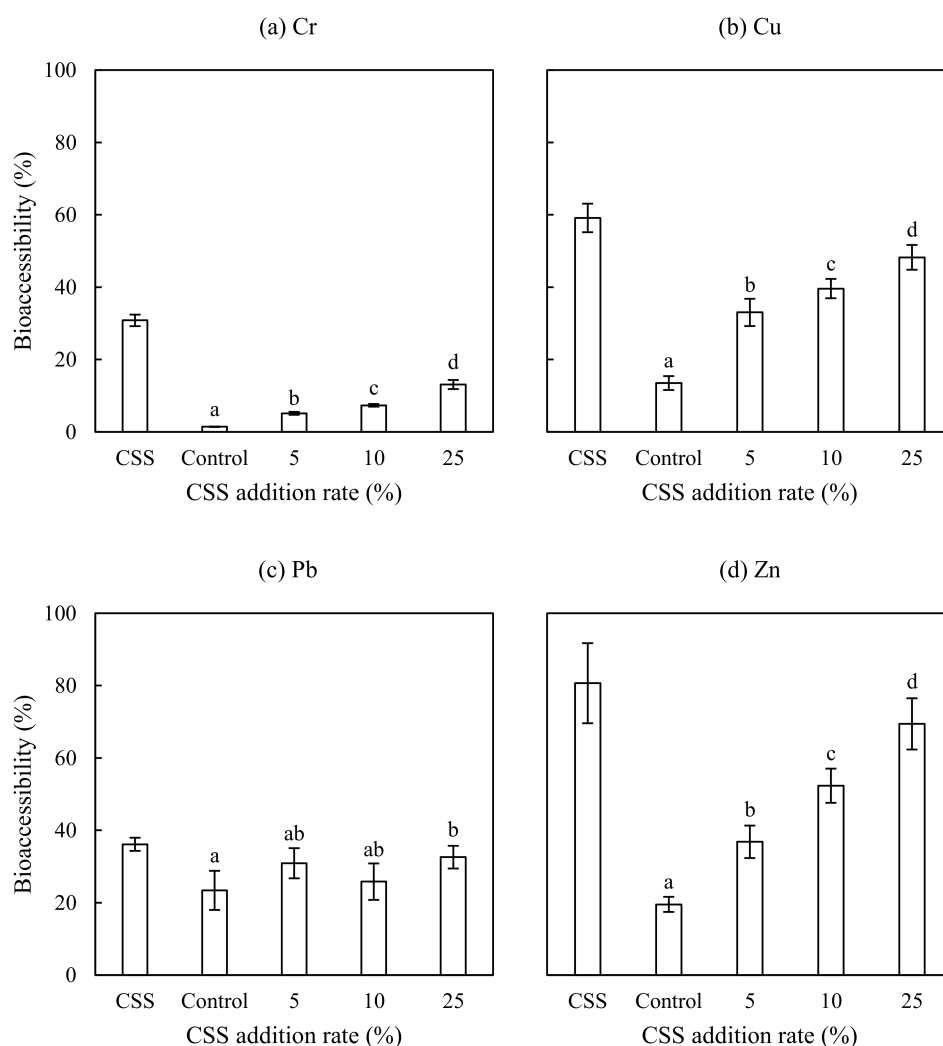 (a) Cr
100
80
60
40
20
0
Bioaccessibility (%)
a
b
c
d
CSS Control 5 10 25
CSS addition rate (%)
(b) Cu
a
b
c
d
CSS Control 5 10 25
CSS addition rate (%)
(c) Pb
100
80
60
40
20
0
Bioaccessibility (%)
a
ab
ab
b
CSS Control 5 10 25
CSS addition rate (%)
(d) Zn
a
b
c
d
CSS Control 5 10 25
CSS addition rate (%)